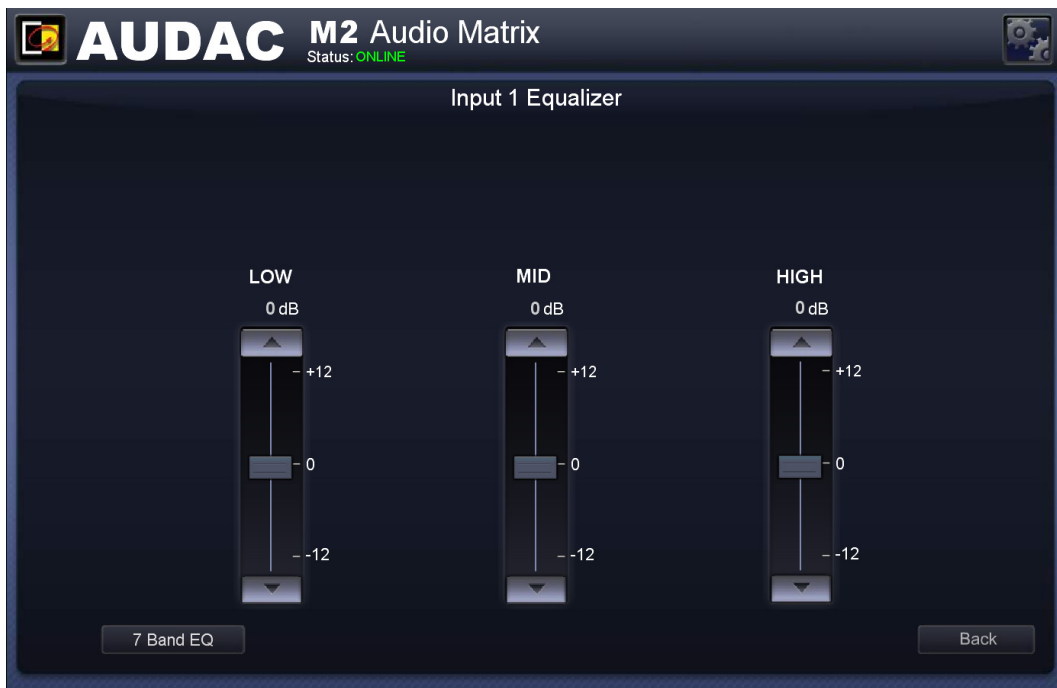 AUDAC M2 Audio Matrix
Status: ONLINE
Input 1 Equalizer
LOW MID HIGH
0 dB 0 dB 0 dB
+12 +12 +12
0 0 0
-12 -12 -12
7 Band EQ Back